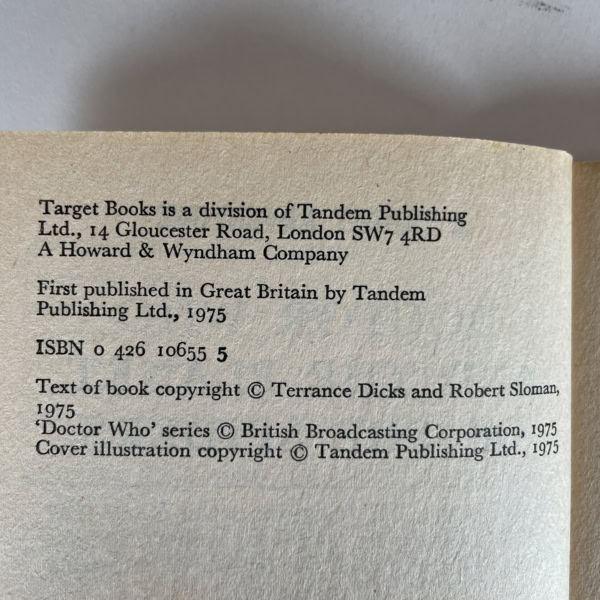 Target Books is a division of Tandem Publishing
Ltd., 14 Gloucester Road, London SW7 4RD
A Howard & Wyndham Company
First published in Great Britain by Tandem
Publishing Ltd., 1975
ISBN 0 426 10655 5
Text of book copyright © Terrance Dicks and Robert Sloman,
1975
‘Doctor Who’ series © British Broadcasting Corporation, 1975
Cover illustration copyright © Tandem Publishing Ltd., 1975